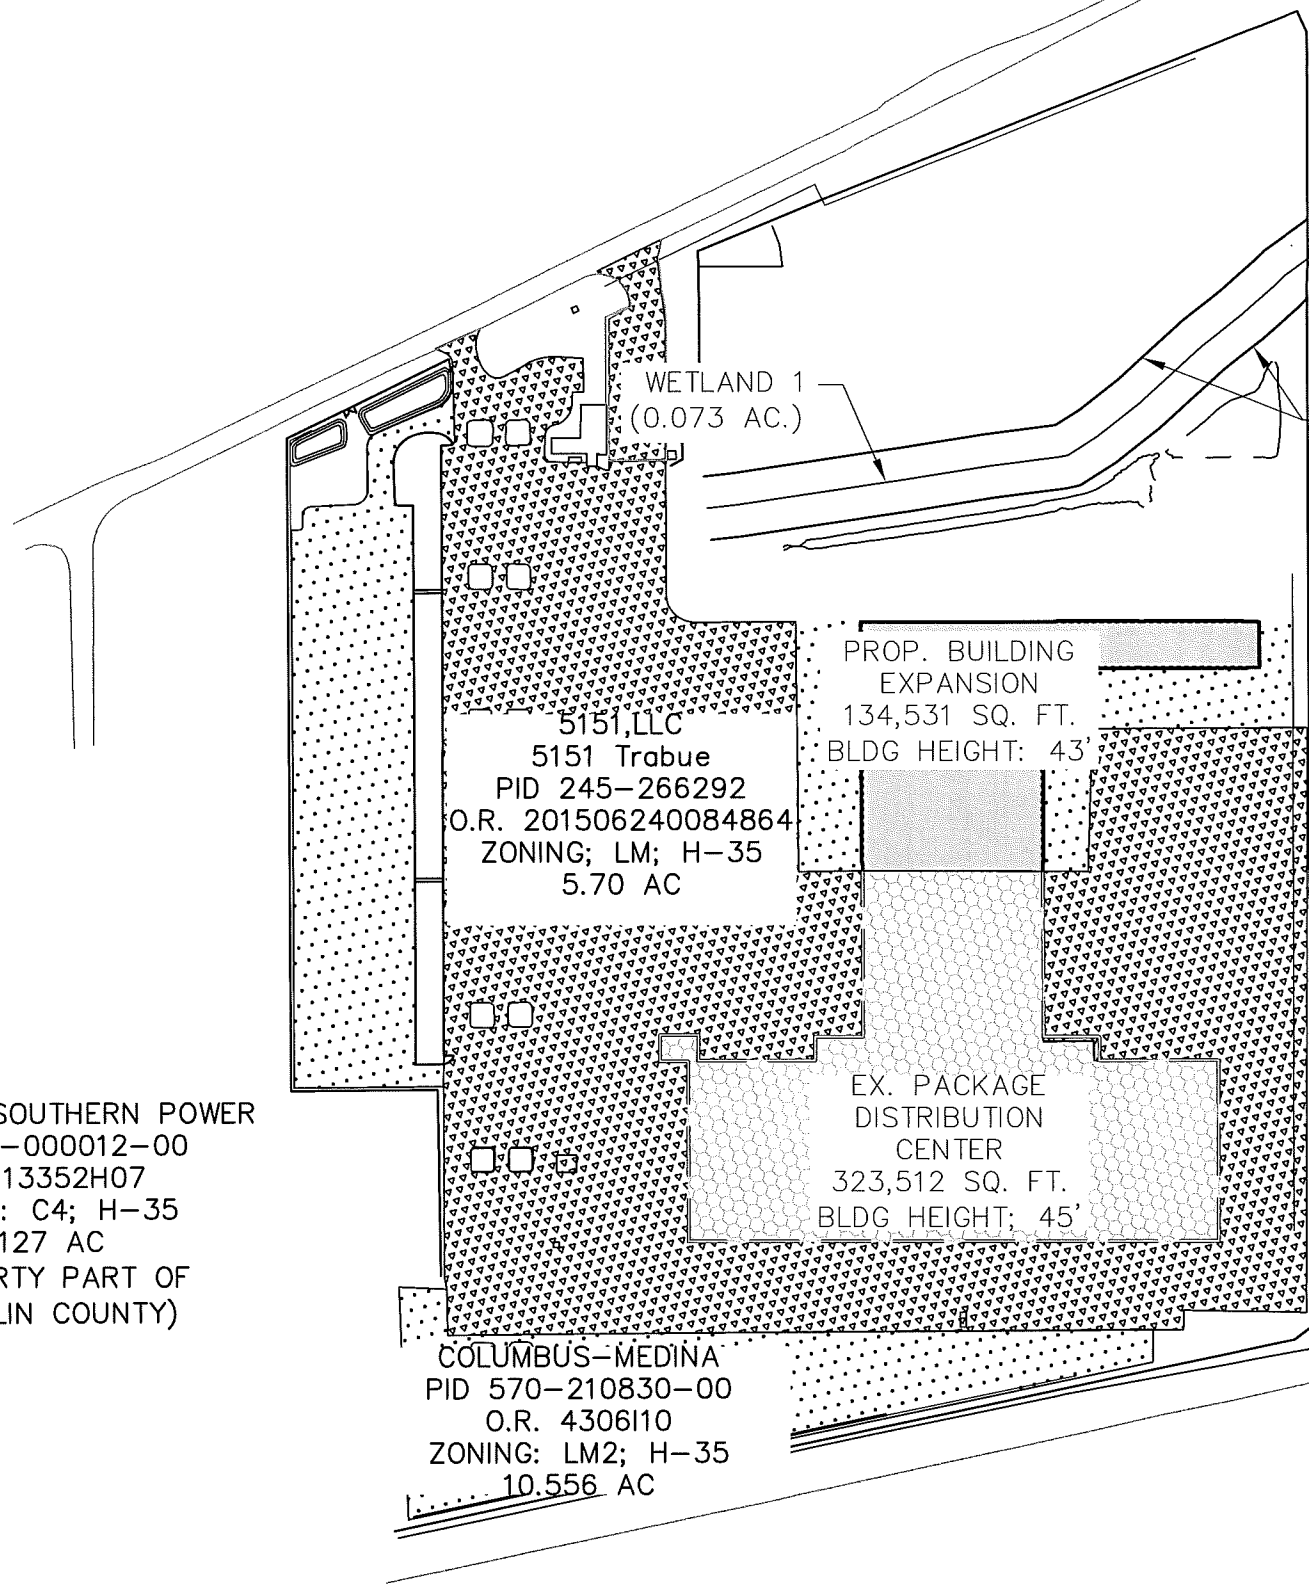 WETLAND 1
(0.073 AC.)
PROP. BUILDING
EXPANSION
134,531 SQ. FT.
BLDG HEIGHT: 43'
5151,LLC
5151 Trabue
PID 245-266292
O.R. 201506240084864
ZONING; LM; H-35
5.70 AC
EX. PACKAGE
DISTRIBUTION
CENTER
323,512 SQ. FT.
BLDG HEIGHT; 45'
SOUTHERN POWER
-000012-00
13352H07
: C4; H-35
127 AC
RTY PART OF
LIN COUNTY)
COLUMBUS-MEDINA
PID 570-210830-00
O.R. 4306I10
ZONING: LM2; H-35
10.556 AC